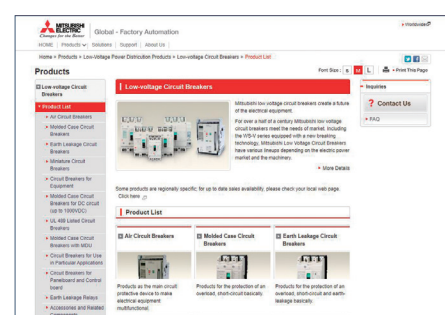 MITSUBISHI
ELECTRIC
Changes for the Better
Global - Factory Automation
Worldwide
HOME | Products | Solutions | Support | About Us |
Home > Products > Low-voltage Power Distribution Products > Low-voltage Circuit Breakers > Product List
Products
Font Size : S M L Print This Page
Low-voltage Circuit
Breakers
Product List
Air Circuit Breakers
Molded Case Circuit
Breakers
Earth Leakage Circuit
Breakers
Miniature Circuit
Breakers
Circuit Breakers for
Equipment
Molded Case Circuit
Breakers for DC circuit
(up to 1000VDC)
UL 489 Listed Circuit
Breakers
Molded Case Circuit
Breakers with MDU
Circuit Breakers for Use
in Particular Applications
Circuit Breakers for
Panelboard and Control
board
Earth Leakage Relays
Accessories and Related
Low-voltage Circuit Breakers
Mitsubishi low voltage circuit breakers create a future
of the electrical equipment.
For over a half of a century Mitsubishi low-voltage
circuit breakers meet the needs of market. Including
the WS-V series equipped with a new breaking
technology, Mitsubishi Low Voltage Circuit Breakers
have various lineups depending on the electric power
market and the machinery.
More Details
Some products are regionally specific for up to date sales availability, please check your local web page.
Click here
Product List
Air Circuit Breakers
Products as the main circuit
protective device to make
electrical equipment
multifunctional.
Molded Case Circuit
Breakers
Products for the protection of an
overload, short-circuit basically.
Earth Leakage Circuit
Breakers
Products for the protection of an
overload, short-circuit and earth-
leakage basically.
Inquiries
? Contact Us
FAQ